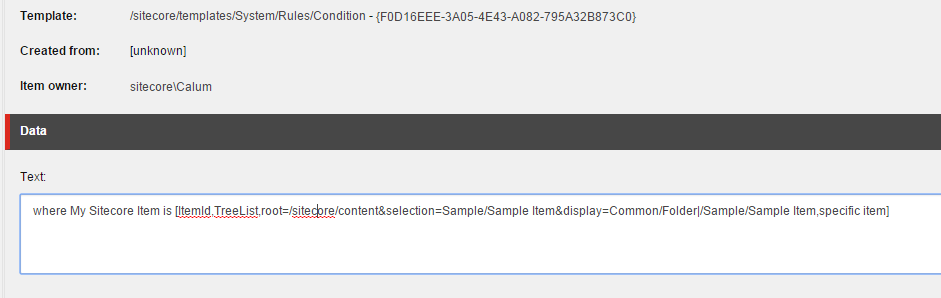 Template: /sitecore/templates/System/Rules/Condition - {F0D16EEE-3A05-4E43-A082-795A32B873C0}
Created from: [unknown]
Item owner: sitecore\Calum
Data
Text:
where My Sitecore Item is [ItemId,TreeList,root=/sitecore/content&selection=Sample/Sample Item&display=Common/Folder|/Sample/Sample Item,specific item]